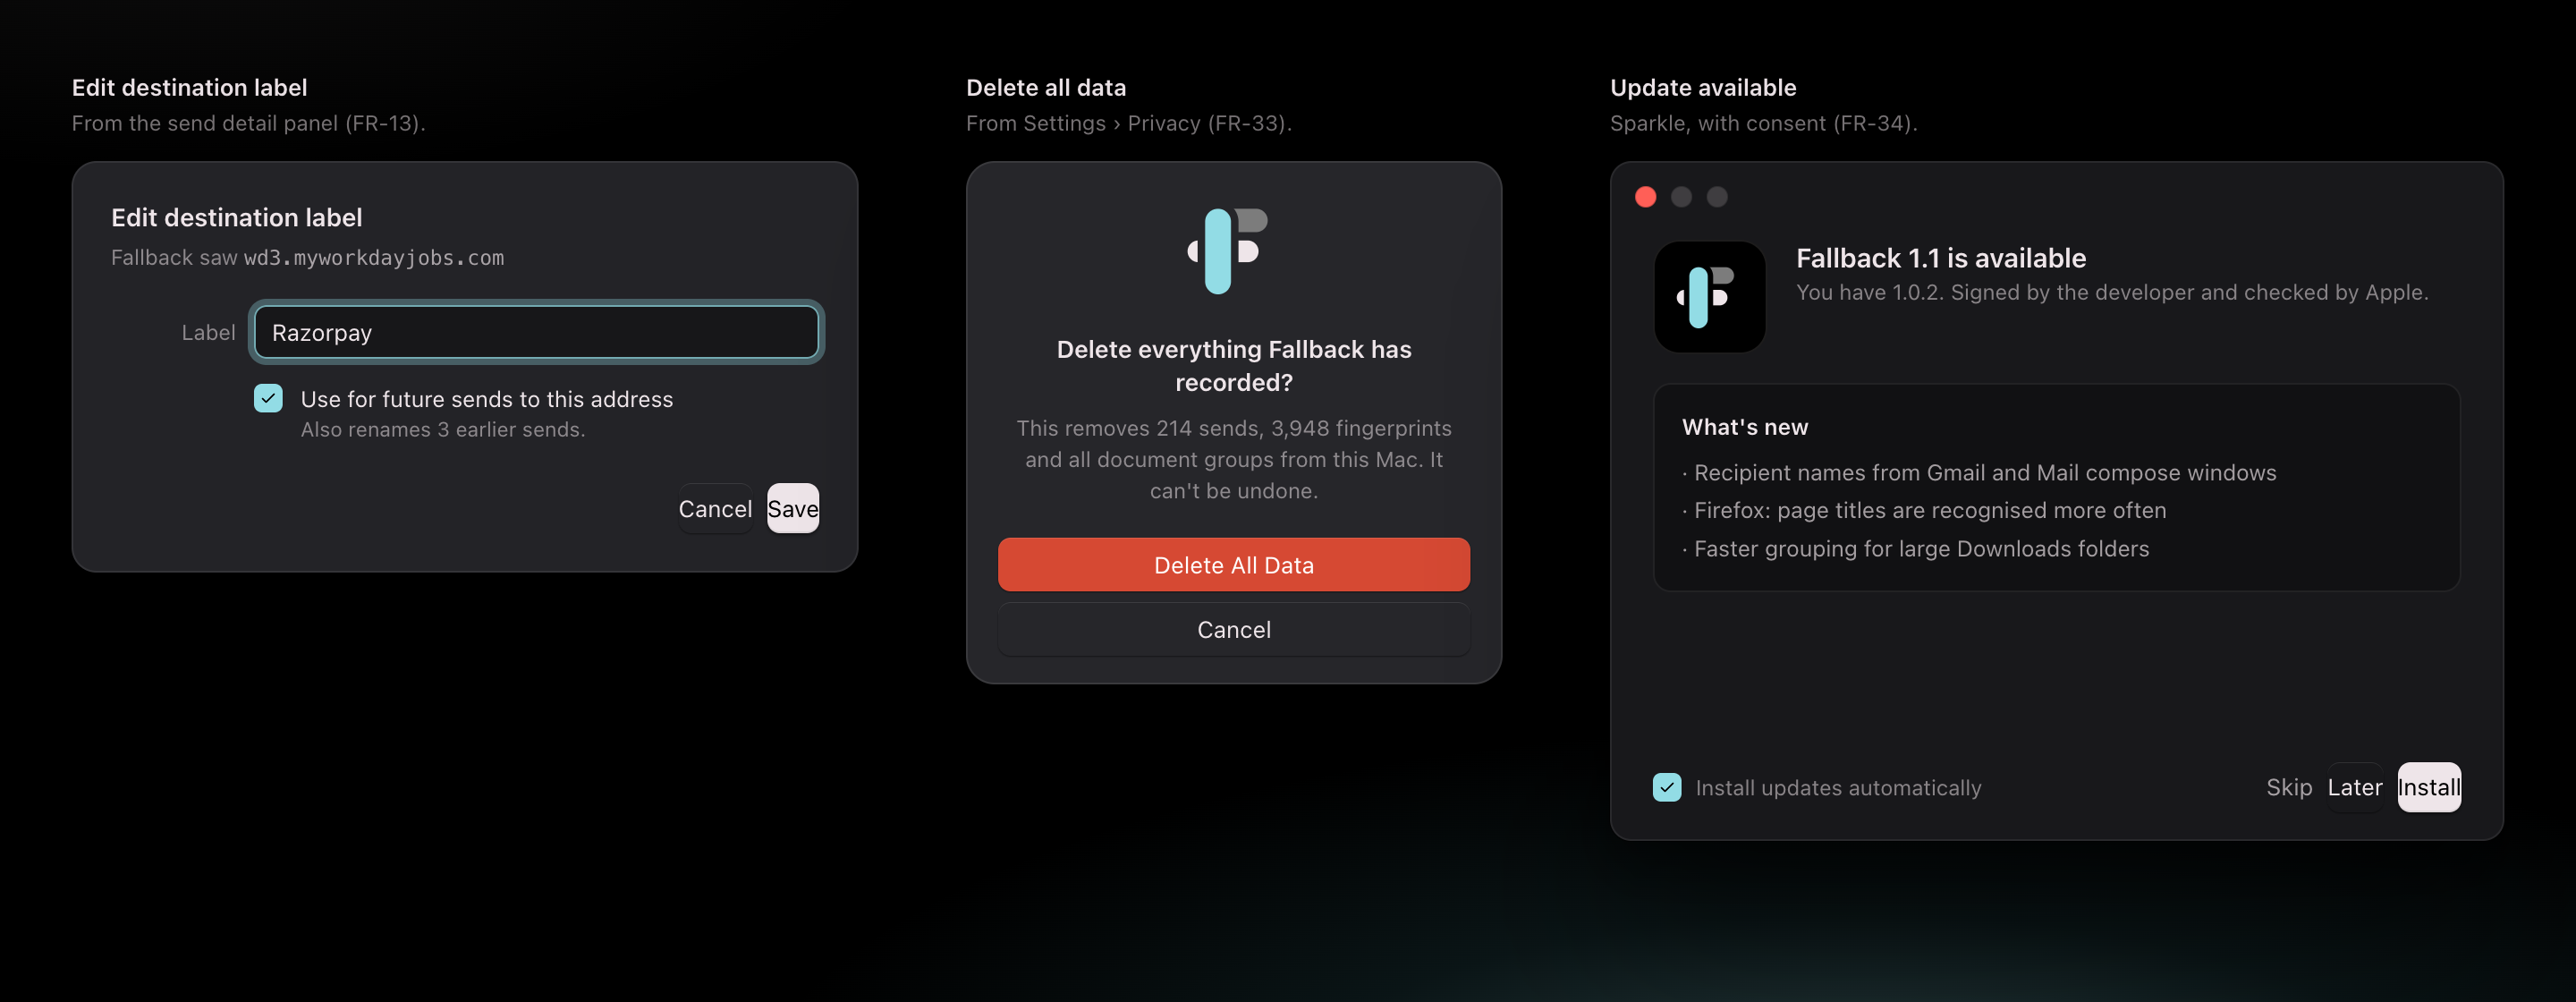 Edit destination label
From the send detail panel (FR-13).
Edit destination label
Fallback saw wd3.myworkdayjobs.com
Label
Razorpay
Use for future sends to this address
Also renames 3 earlier sends.
Cancel
Save
Delete all data
From Settings › Privacy (FR-33).
Delete everything Fallback has
recorded?
This removes 214 sends, 3,948 fingerprints
and all document groups from this Mac. It
can't be undone.
Delete All Data
Cancel
Update available
Sparkle, with consent (FR-34).
Fallback 1.1 is available
You have 1.0.2. Signed by the developer and checked by Apple.
What's new
· Recipient names from Gmail and Mail compose windows
· Firefox: page titles are recognised more often
· Faster grouping for large Downloads folders
Install updates automatically
Skip
Later
Install